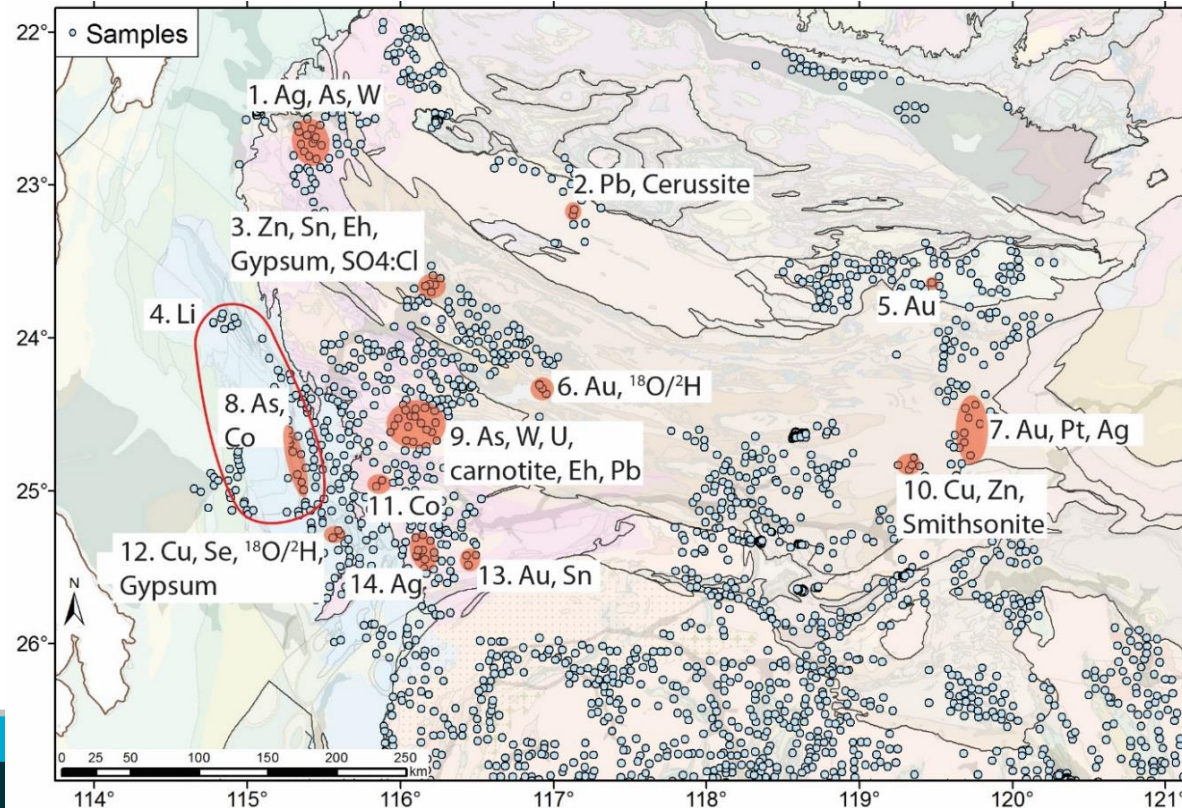 22°
Samples
1. Ag, As, W
23°
2. Pb, Cerussite
3. Zn, Sn, Eh,
Gypsum, SO4:Cl
4. Li
5. Au
24°
6. Au, ¹⁸O/²H
8. As,
Co
7. Au, Pt, Ag
9. As, W, U,
carnotite, Eh, Pb
25°
11. Co
10. Cu, Zn,
Smithsonite
12. Cu, Se, ¹⁸O/²H,
Gypsum
13. Au, Sn
14. Ag
N
26°
0 25 50 100 150 200 250
km
114 115 116 117 118 119 120 121